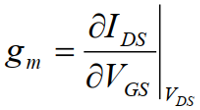 g_m = ∂I_DS / ∂V_GS |_V_DS